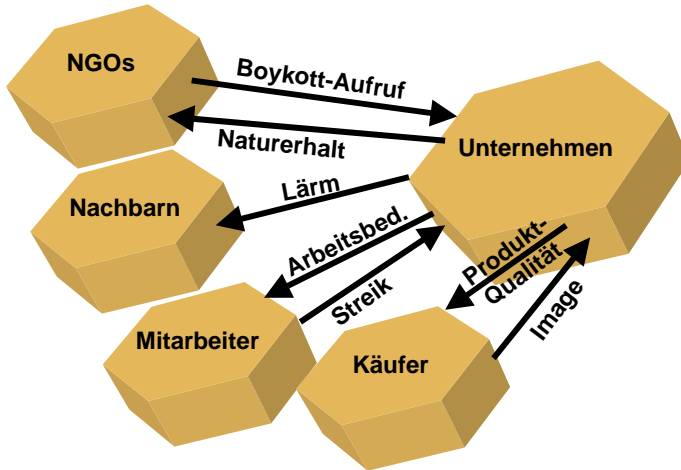 NGOs
Boykott-Aufruf
Naturerhalt
Unternehmen
Nachbarn
Lärm
Arbeitsbed.
Streik
Produkt-
Qualität
Image
Mitarbeiter
Käufer